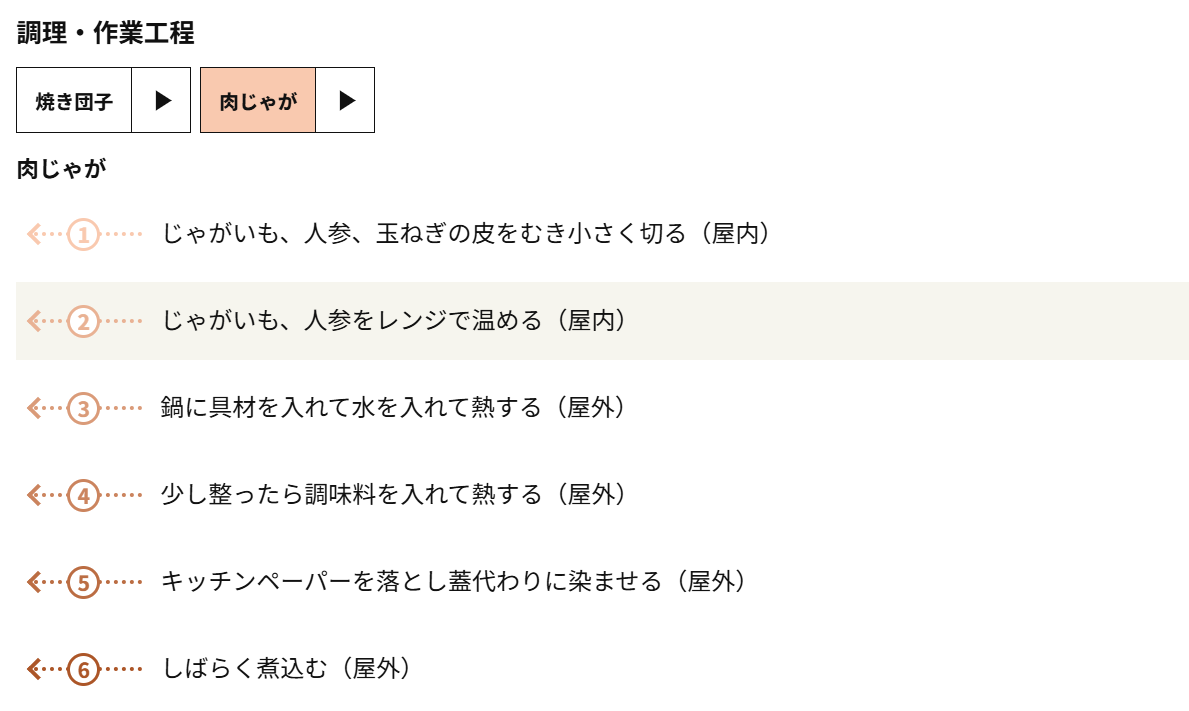 調理・作業工程
焼き団子 ▶ 肉じゃが ▶
肉じゃが
1 じゃがいも、人参、玉ねぎの皮をむき小さく切る（屋内）
2 じゃがいも、人参をレンジで温める（屋内）
3 鍋に具材を入れて水を入れて熱する（屋外）
4 少し整ったら調味料を入れて熱する（屋外）
5 キッチンペーパーを落とし蓋代わりに染ませる（屋外）
6 しばらく煮込む（屋外）